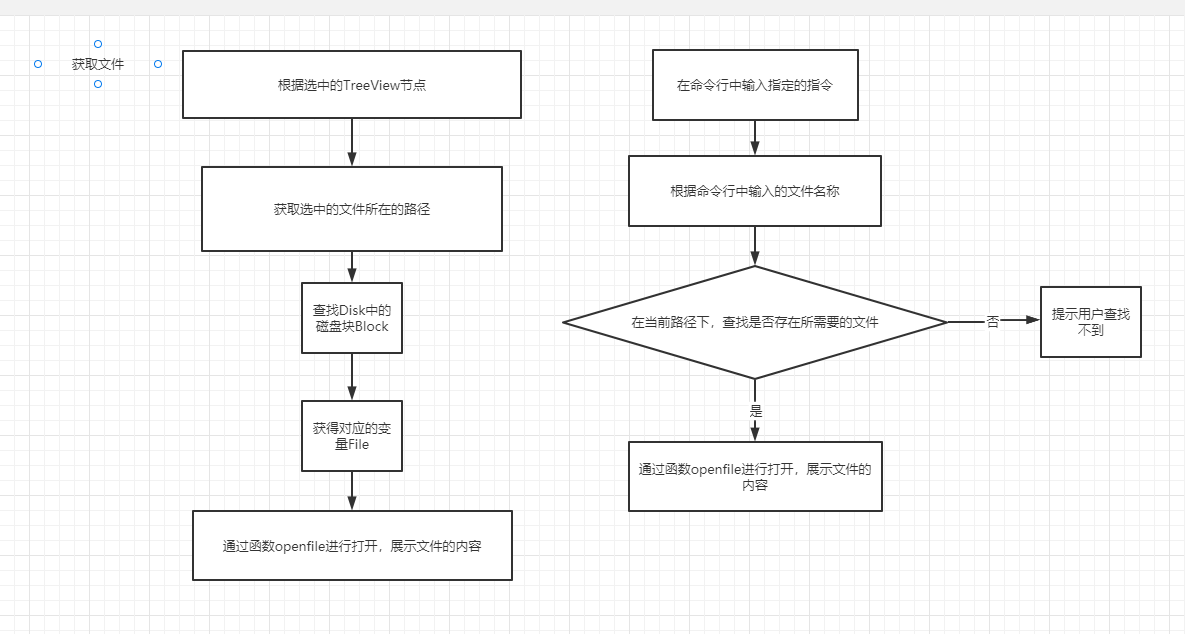 获取文件
根据选中的TreeView节点
获取选中的文件所在的路径
查找Disk中的
磁盘块Block
获得对应的变
量File
通过函数openfile进行打开，展示文件的内容
在命令行中输入指定的指令
根据命令行中输入的文件名称
在当前路径下，查找是否存在所需要的文件
否
提示用户查找
不到
是
通过函数openfile进行打开，展示文件的
内容